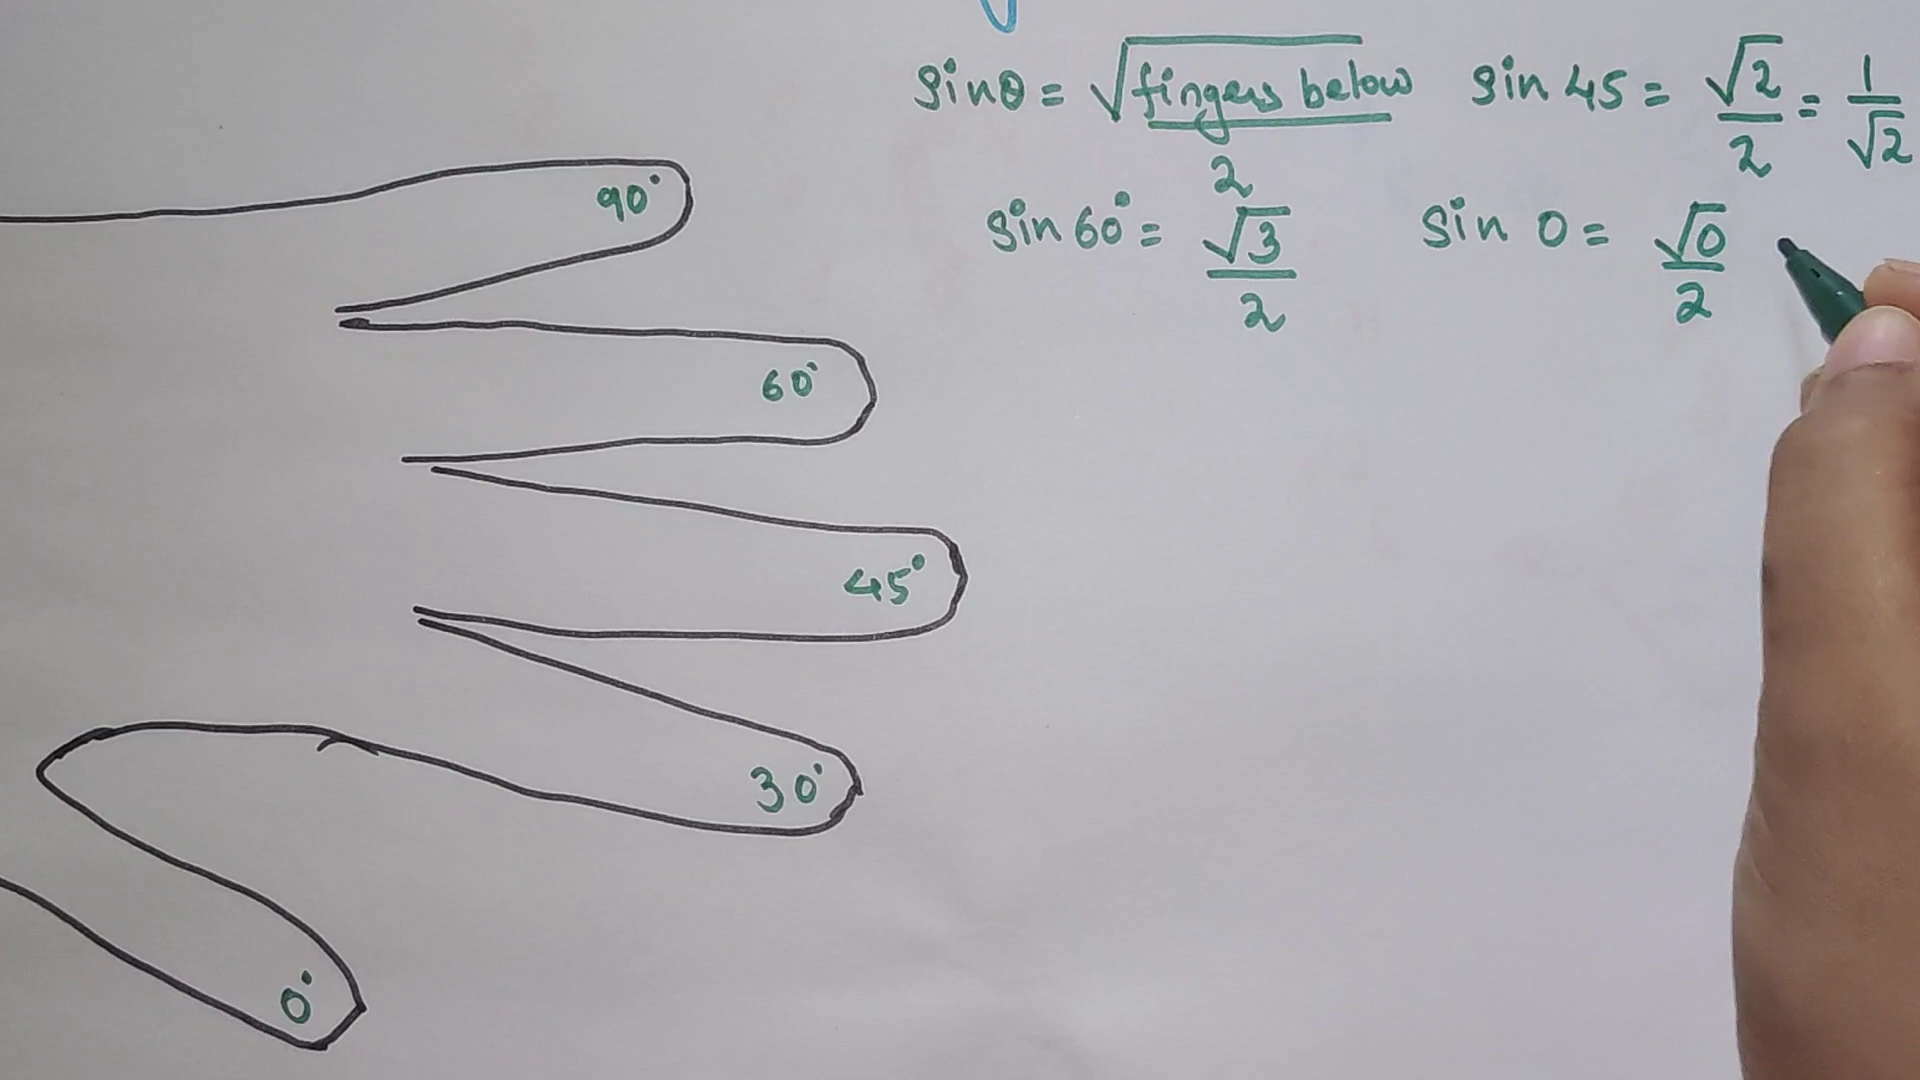 sinθ = √fingers below / 2 sin 45 = √2/2 = 1/√2
sin 60° = √3/2 sin 0 = √0/2
90°
60°
45°
30°
0°